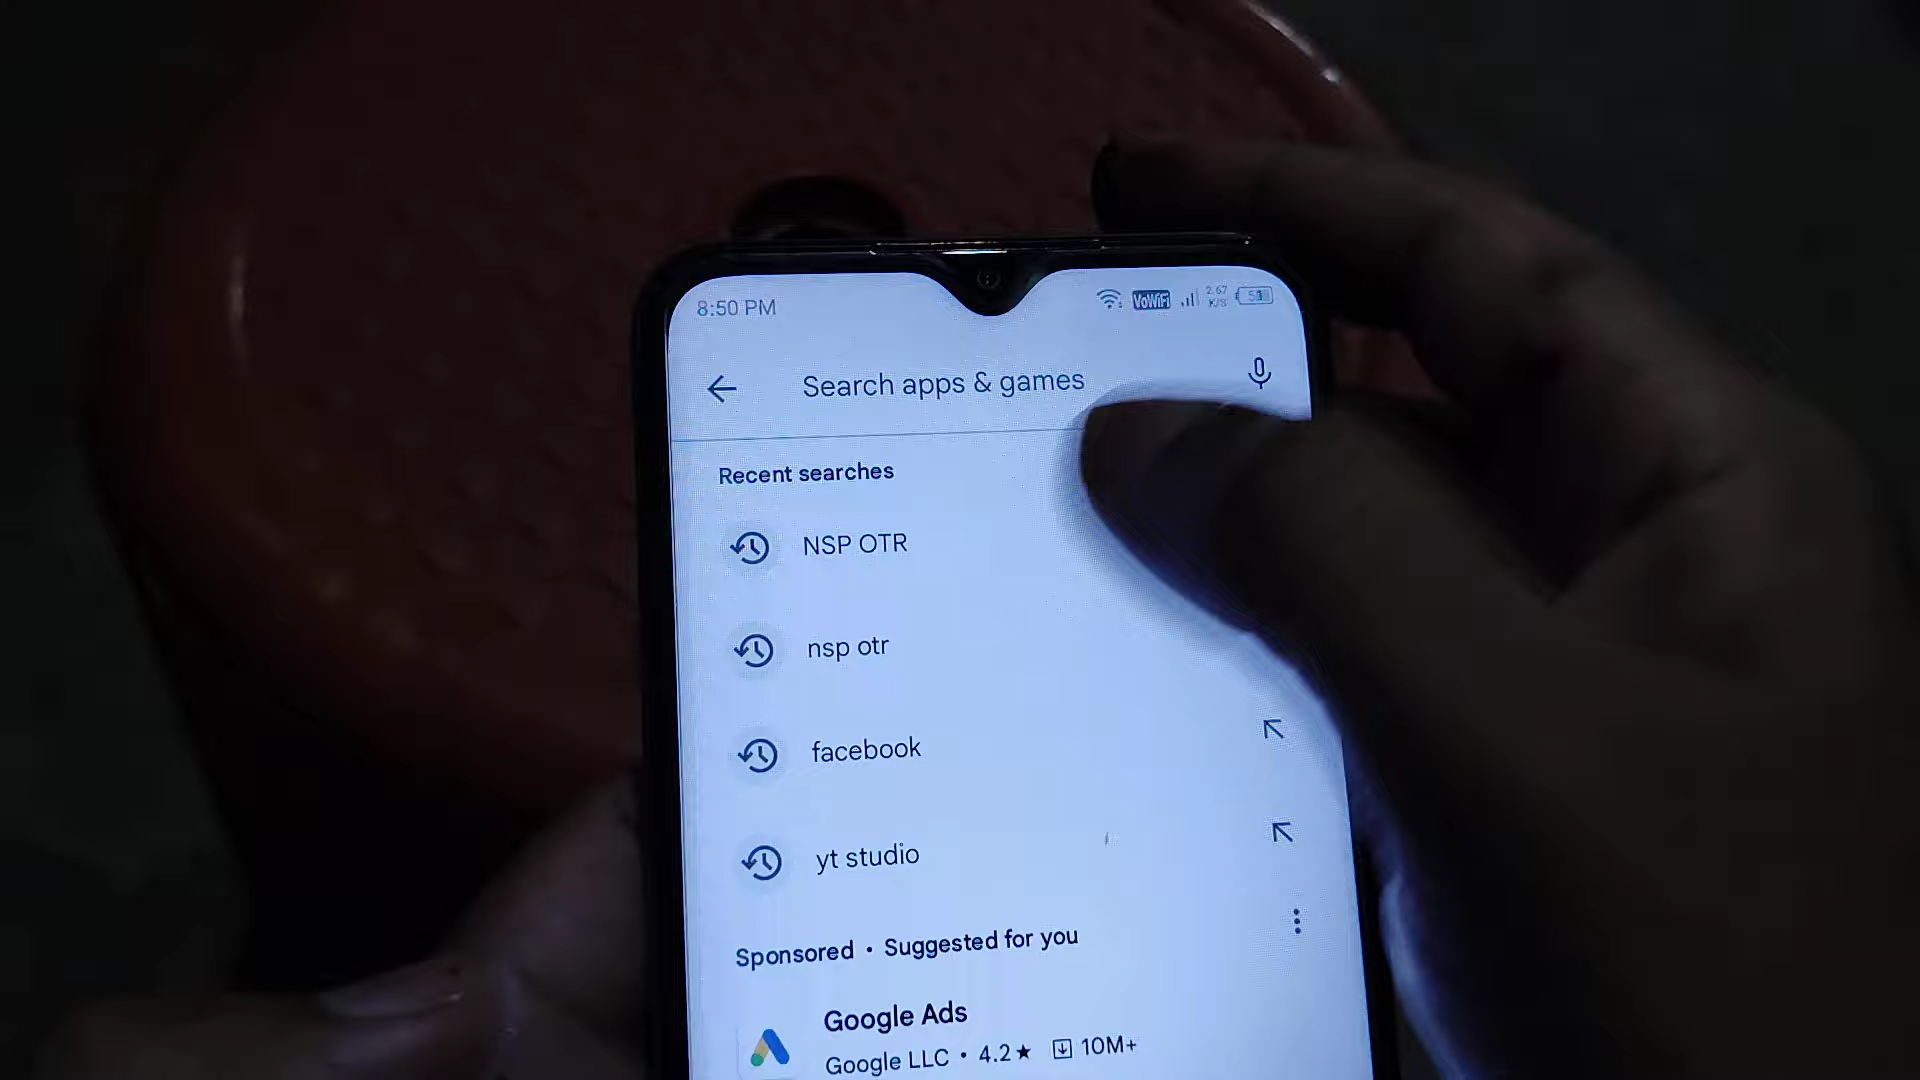 8:50 PM
VoWiFi
2.67
K/S
Search apps & games
Recent searches
NSP OTR
nsp otr
facebook
yt studio
Sponsored • Suggested for you
Google Ads
Google LLC • 4.2★ 10M+